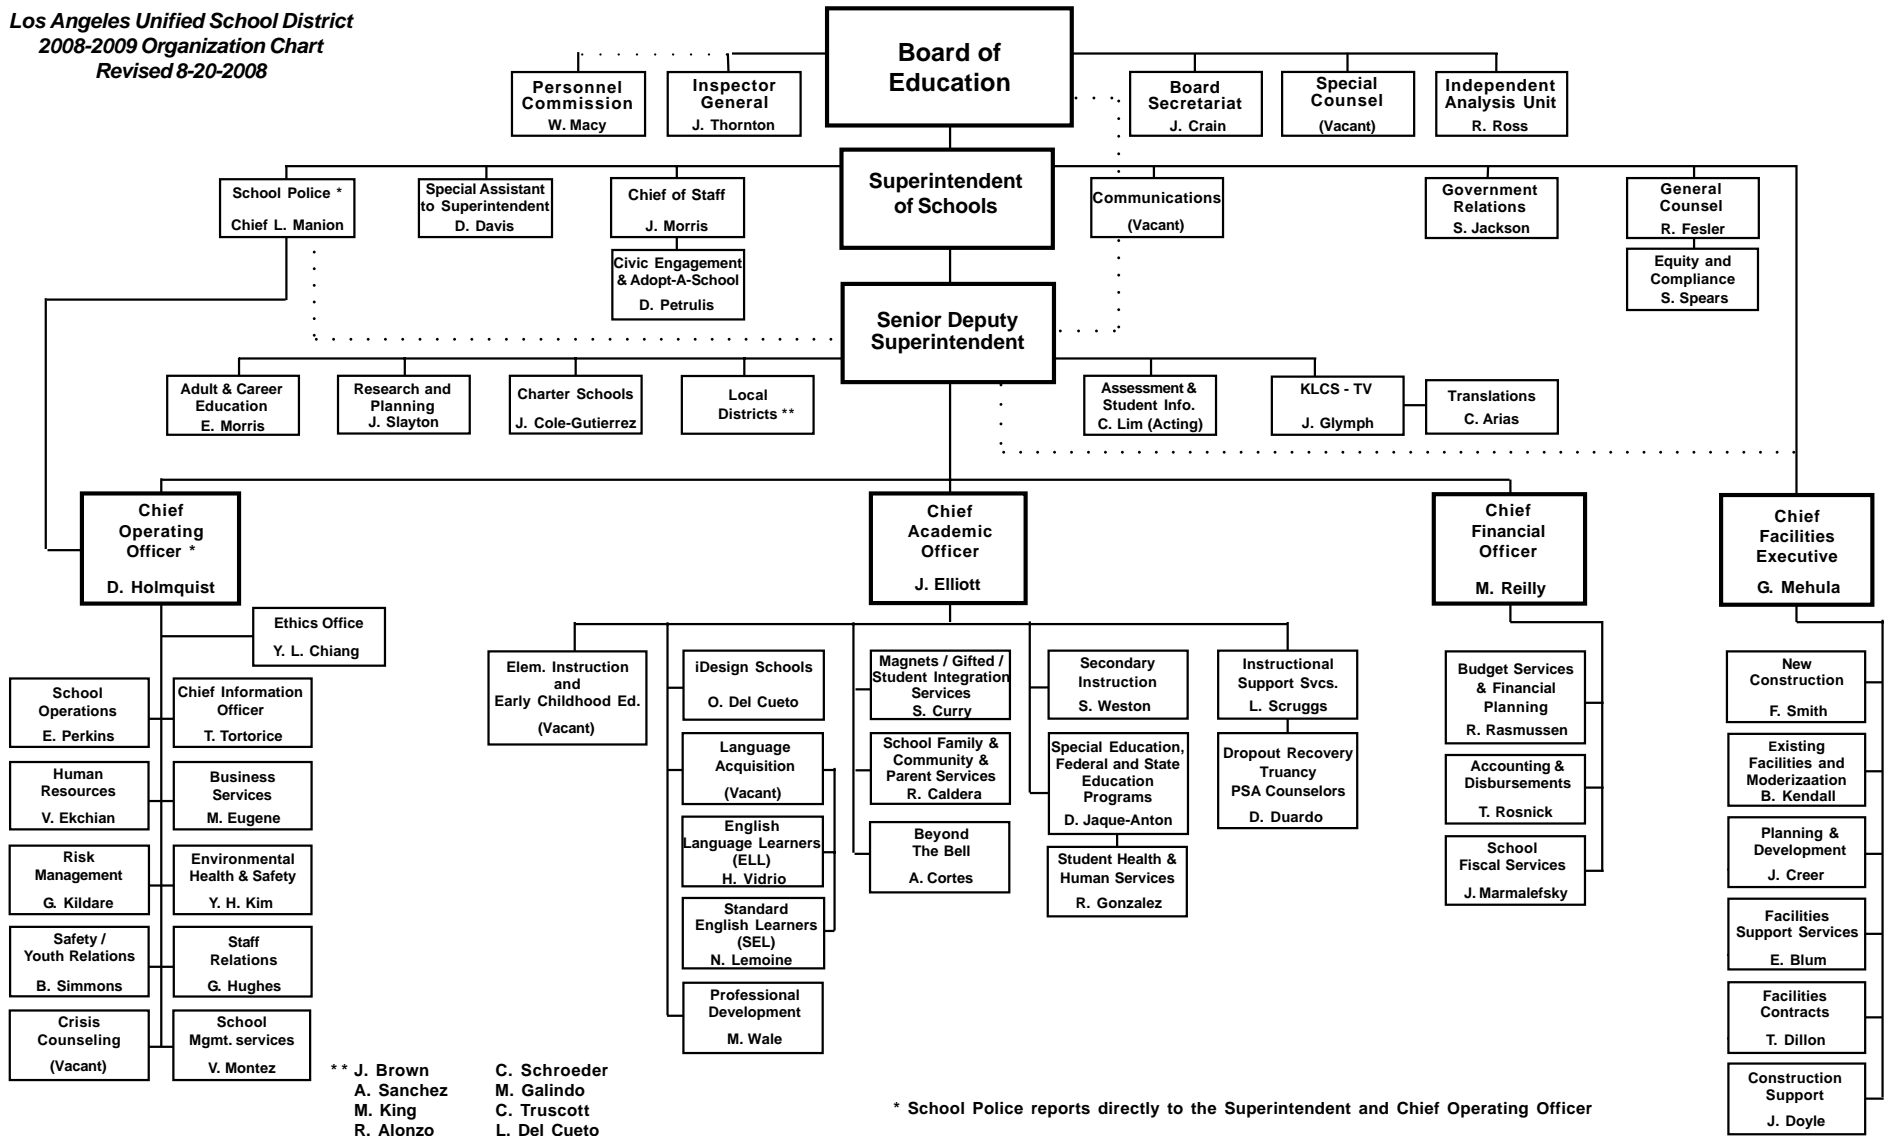 Los Angeles Unified School District
2008-2009 Organization Chart
Revised 8-20-2008
Board of
Education
Personnel
Commission
W. Macy
Inspector
General
J. Thornton
Board
Secretariat
J. Crain
Special
Counsel
(Vacant)
Independent
Analysis Unit
R. Ross
Superintendent
of Schools
School Police *
Chief L. Manion
Special Assistant
to Superintendent
D. Davis
Chief of Staff
J. Morris
Civic Engagement
& Adopt-A-School
D. Petrulis
Communications
(Vacant)
Government
Relations
S. Jackson
General
Counsel
R. Fesler
Equity and
Compliance
S. Spears
Senior Deputy
Superintendent
Adult & Career
Education
E. Morris
Research and
Planning
J. Slayton
Charter Schools
J. Cole-Gutierrez
Local
Districts **
Assessment &
Student Info.
C. Lim (Acting)
KLCS - TV
J. Glymph
Translations
C. Arias
Chief
Operating
Officer *
D. Holmquist
Chief
Academic
Officer
J. Elliott
Chief
Financial
Officer
M. Reilly
Chief
Facilities
Executive
G. Mehula
Ethics Office
Y. L. Chiang
School
Operations
E. Perkins
Chief Information
Officer
T. Tortorice
Human
Resources
V. Ekchian
Business
Services
M. Eugene
Risk
Management
G. Kildare
Environmental
Health & Safety
Y. H. Kim
Safety /
Youth Relations
B. Simmons
Staff
Relations
G. Hughes
Crisis
Counseling
(Vacant)
School
Mgmt. services
V. Montez
Elem. Instruction
and
Early Childhood Ed.
(Vacant)
iDesign Schools
O. Del Cueto
Language
Acquisition
(Vacant)
English
Language Learners
(ELL)
H. Vidrio
Standard
English Learners
(SEL)
N. Lemoine
Professional
Development
M. Wale
Magnets / Gifted /
Student Integration
Services
S. Curry
School Family &
Community &
Parent Services
R. Caldera
Beyond
The Bell
A. Cortes
Secondary
Instruction
S. Weston
Special Education,
Federal and State
Education
Programs
D. Jaque-Anton
Student Health &
Human Services
R. Gonzalez
Instructional
Support Svcs.
L. Scruggs
Dropout Recovery
Truancy
PSA Counselors
D. Duardo
Budget Services
& Financial
Planning
R. Rasmussen
Accounting &
Disbursements
T. Rosnick
School
Fiscal Services
J. Marmalefsky
New
Construction
F. Smith
Existing
Facilities and
Moderizaation
B. Kendall
Planning &
Development
J. Creer
Facilities
Support Services
E. Blum
Facilities
Contracts
T. Dillon
Construction
Support
J. Doyle
** J. Brown
A. Sanchez
M. King
R. Alonzo
C. Schroeder
M. Galindo
C. Truscott
L. Del Cueto
* School Police reports directly to the Superintendent and Chief Operating Officer